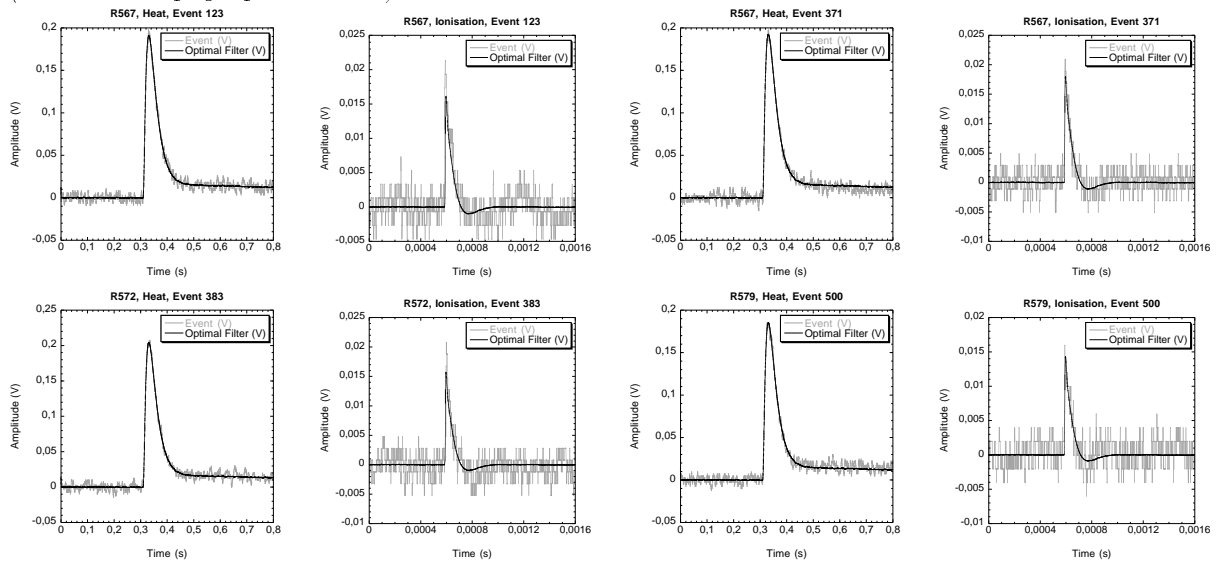 R567, Heat, Event 123
Event (V)
Optimal Filter (V)
Amplitude (V)
0,2
0,15
0,1
0,05
0
-0,05
0 0,1 0,2 0,3 0,4 0,5 0,6 0,7 0,8
Time (s)
R567, Ionisation, Event 123
Event (V)
Optimal Filter (V)
Amplitude (V)
0,025
0,02
0,015
0,01
0,005
0
-0,005
0 0,0004 0,0008 0,0012 0,0016
Time (s)
R567, Heat, Event 371
Event (V)
Optimal Filter (V)
Amplitude (V)
0,2
0,15
0,1
0,05
0
-0,05
0 0,1 0,2 0,3 0,4 0,5 0,6 0,7 0,8
Time (s)
R567, Ionisation, Event 371
Event (V)
Optimal Filter (V)
Amplitude (V)
0,025
0,02
0,015
0,01
0,005
0
-0,005
-0,01
0 0,0004 0,0008 0,0012 0,0016
Time (s)
R572, Heat, Event 383
Event (V)
Optimal Filter (V)
Amplitude (V)
0,25
0,2
0,15
0,1
0,05
0
-0,05
0 0,1 0,2 0,3 0,4 0,5 0,6 0,7 0,8
Time (s)
R572, Ionisation, Event 383
Event (V)
Optimal Filter (V)
Amplitude (V)
0,025
0,02
0,015
0,01
0,005
0
-0,005
-0,01
0 0,0004 0,0008 0,0012 0,0016
Time (s)
R579, Heat, Event 500
Event (V)
Optimal Filter (V)
Amplitude (V)
0,2
0,15
0,1
0,05
0
-0,05
0 0,1 0,2 0,3 0,4 0,5 0,6 0,7 0,8
Time (s)
R579, Ionisation, Event 500
Event (V)
Optimal Filter (V)
Amplitude (V)
0,02
0,015
0,01
0,005
0
-0,005
-0,01
0 0,0004 0,0008 0,0012 0,0016
Time (s)